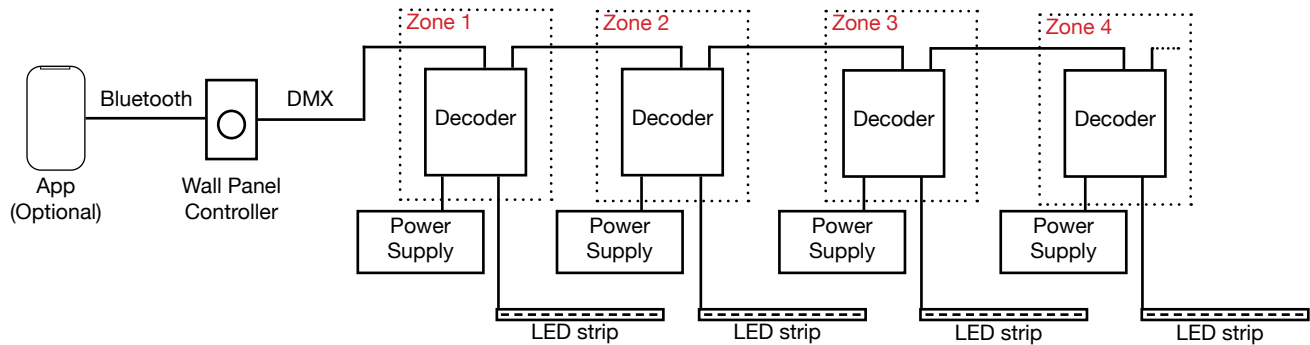 Zone 1
Zone 2
Zone 3
Zone 4
Bluetooth
DMX
Decoder
Decoder
Decoder
Decoder
App
(Optional)
Wall Panel
Controller
Power
Supply
Power
Supply
Power
Supply
Power
Supply
LED strip
LED strip
LED strip
LED strip